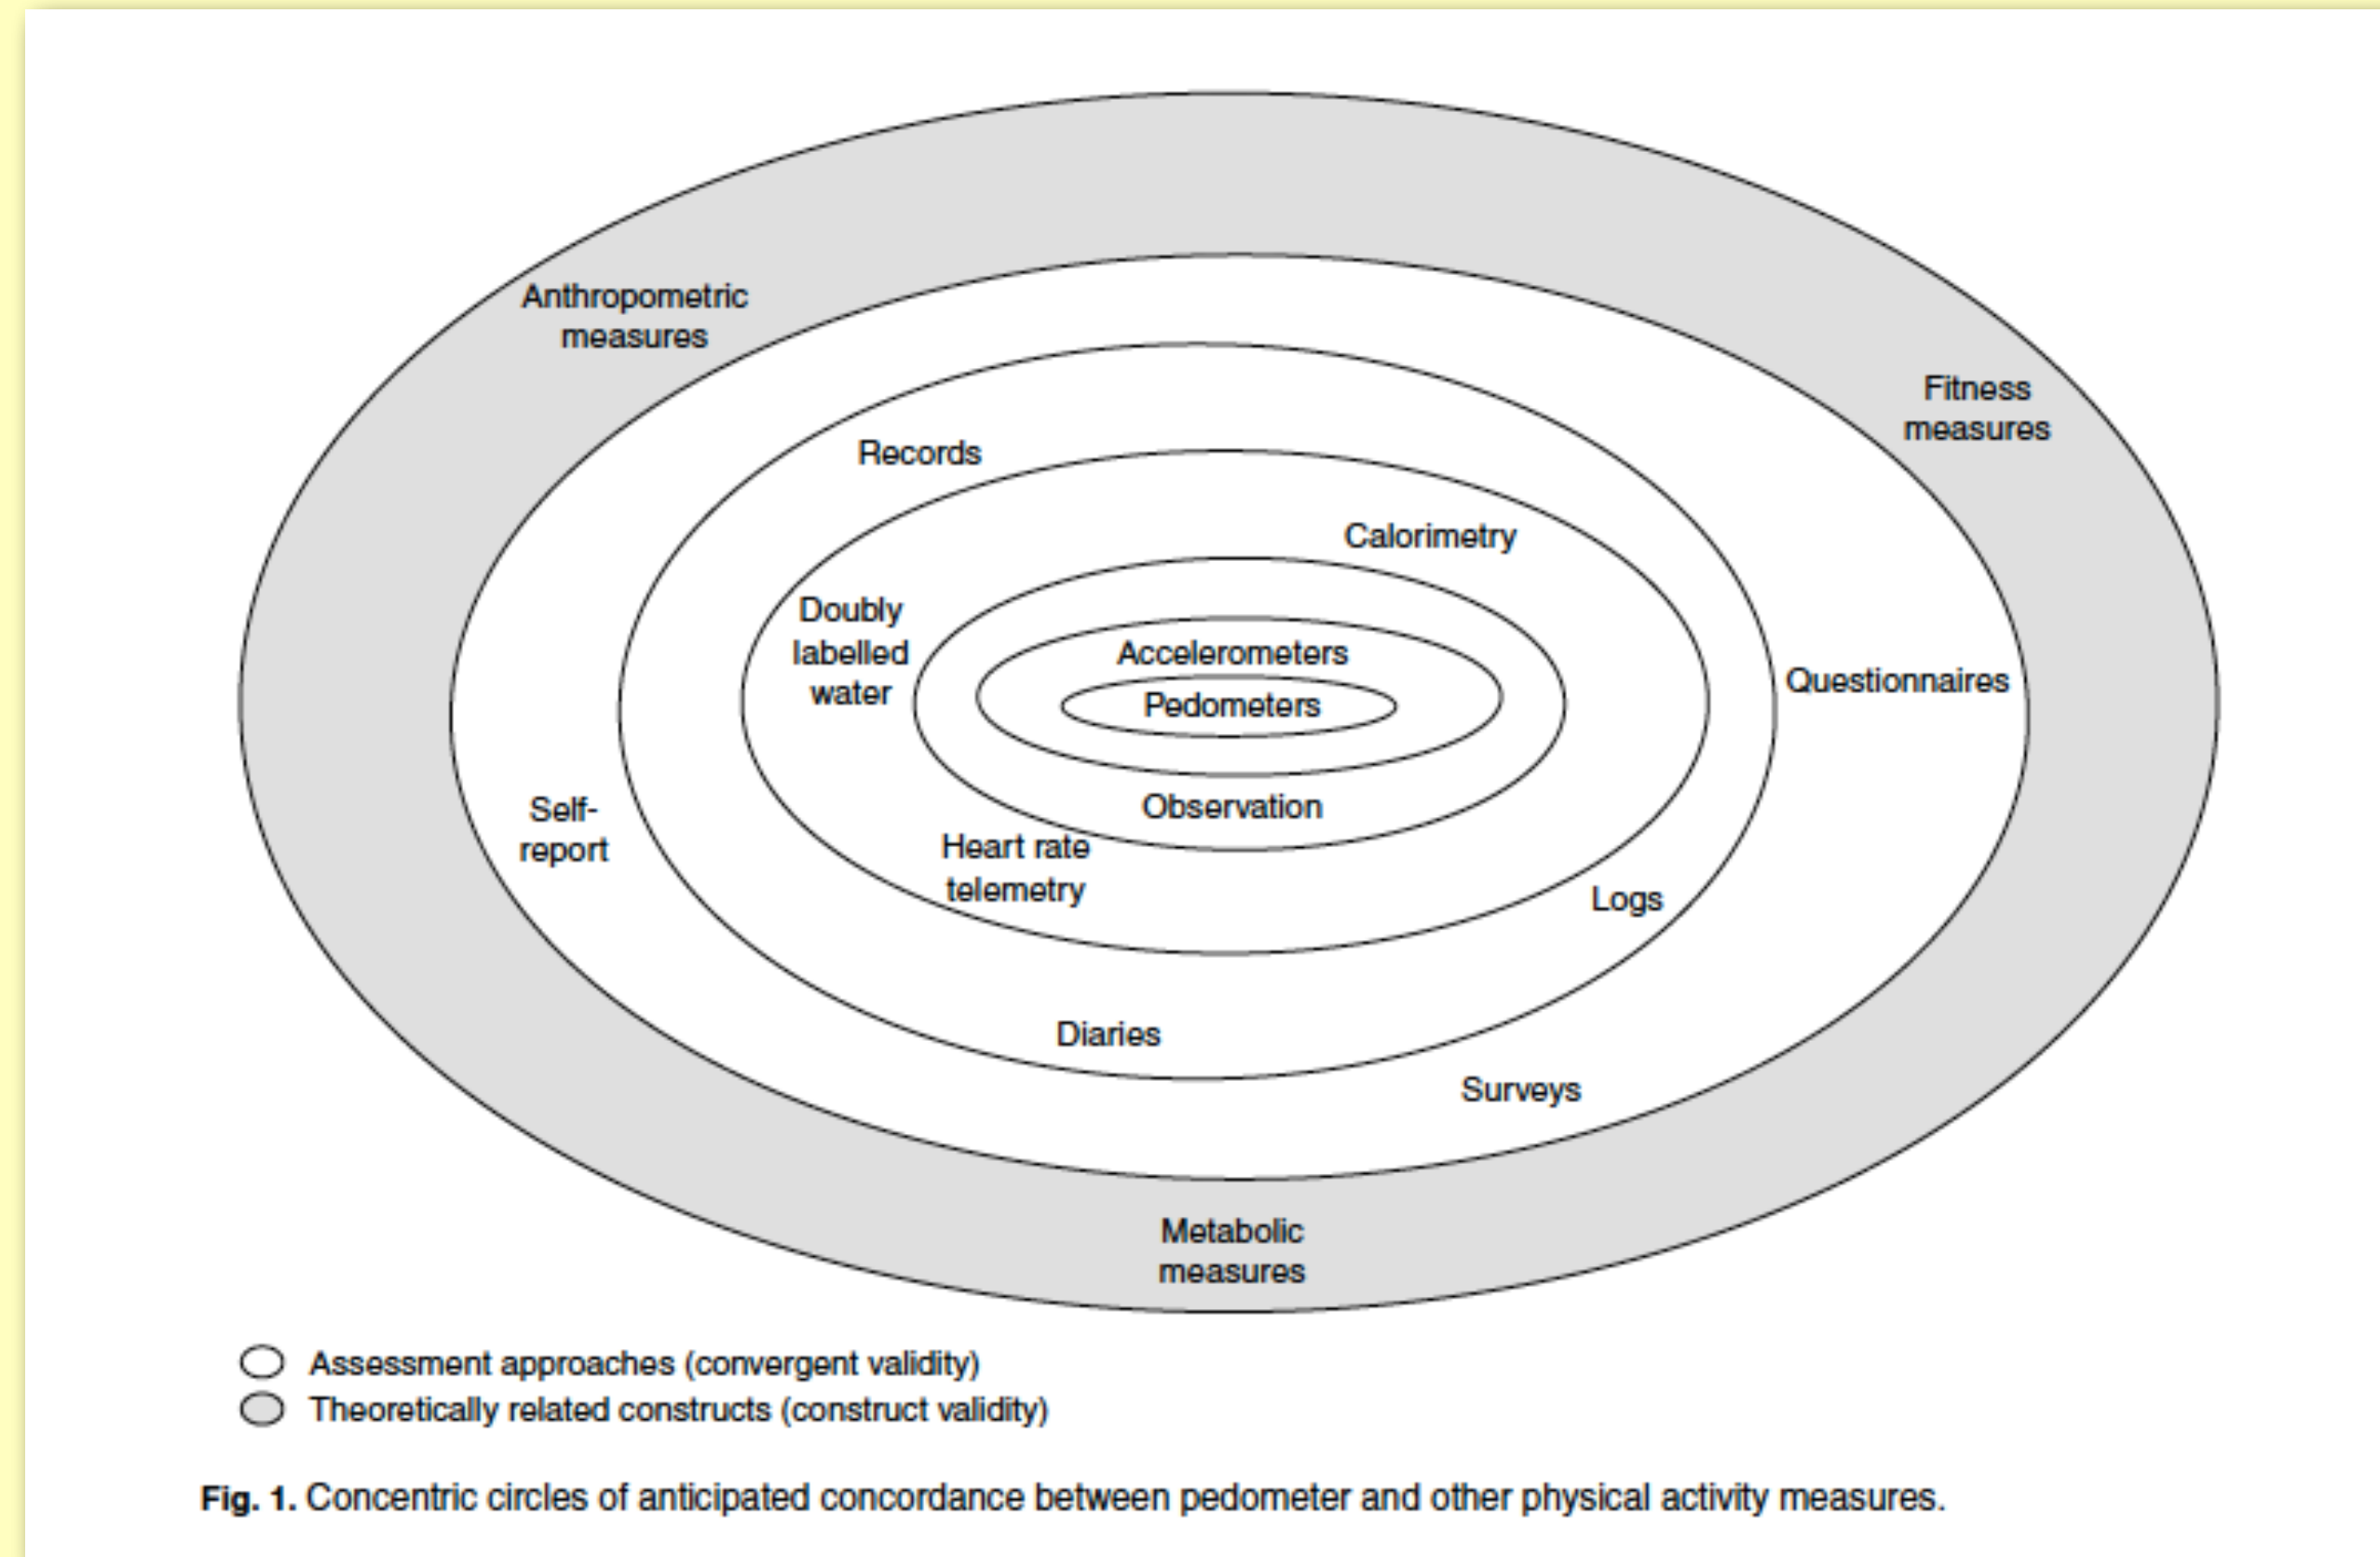 Anthropometric
measures
Fitness
measures
Records
Calorimetry
Doubly
labelled
water
Accelerometers
Pedometers
Questionnaires
Self-
report
Observation
Heart rate
telemetry
Logs
Diaries
Surveys
Metabolic
measures
Assessment approaches (convergent validity)
Theoretically related constructs (construct validity)
Fig. 1. Concentric circles of anticipated concordance between pedometer and other physical activity measures.